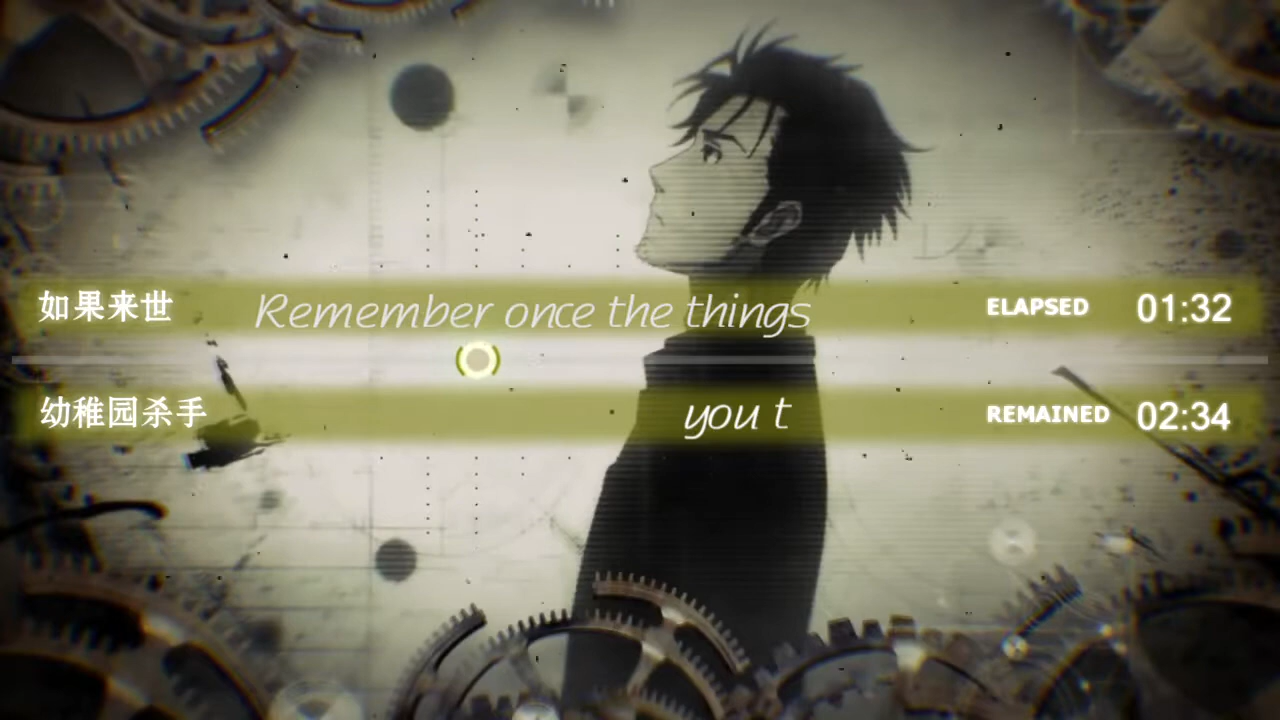 如果来世 Remember once the things ELAPSED 01:32
幼稚园杀手 you t REMAINED 02:34